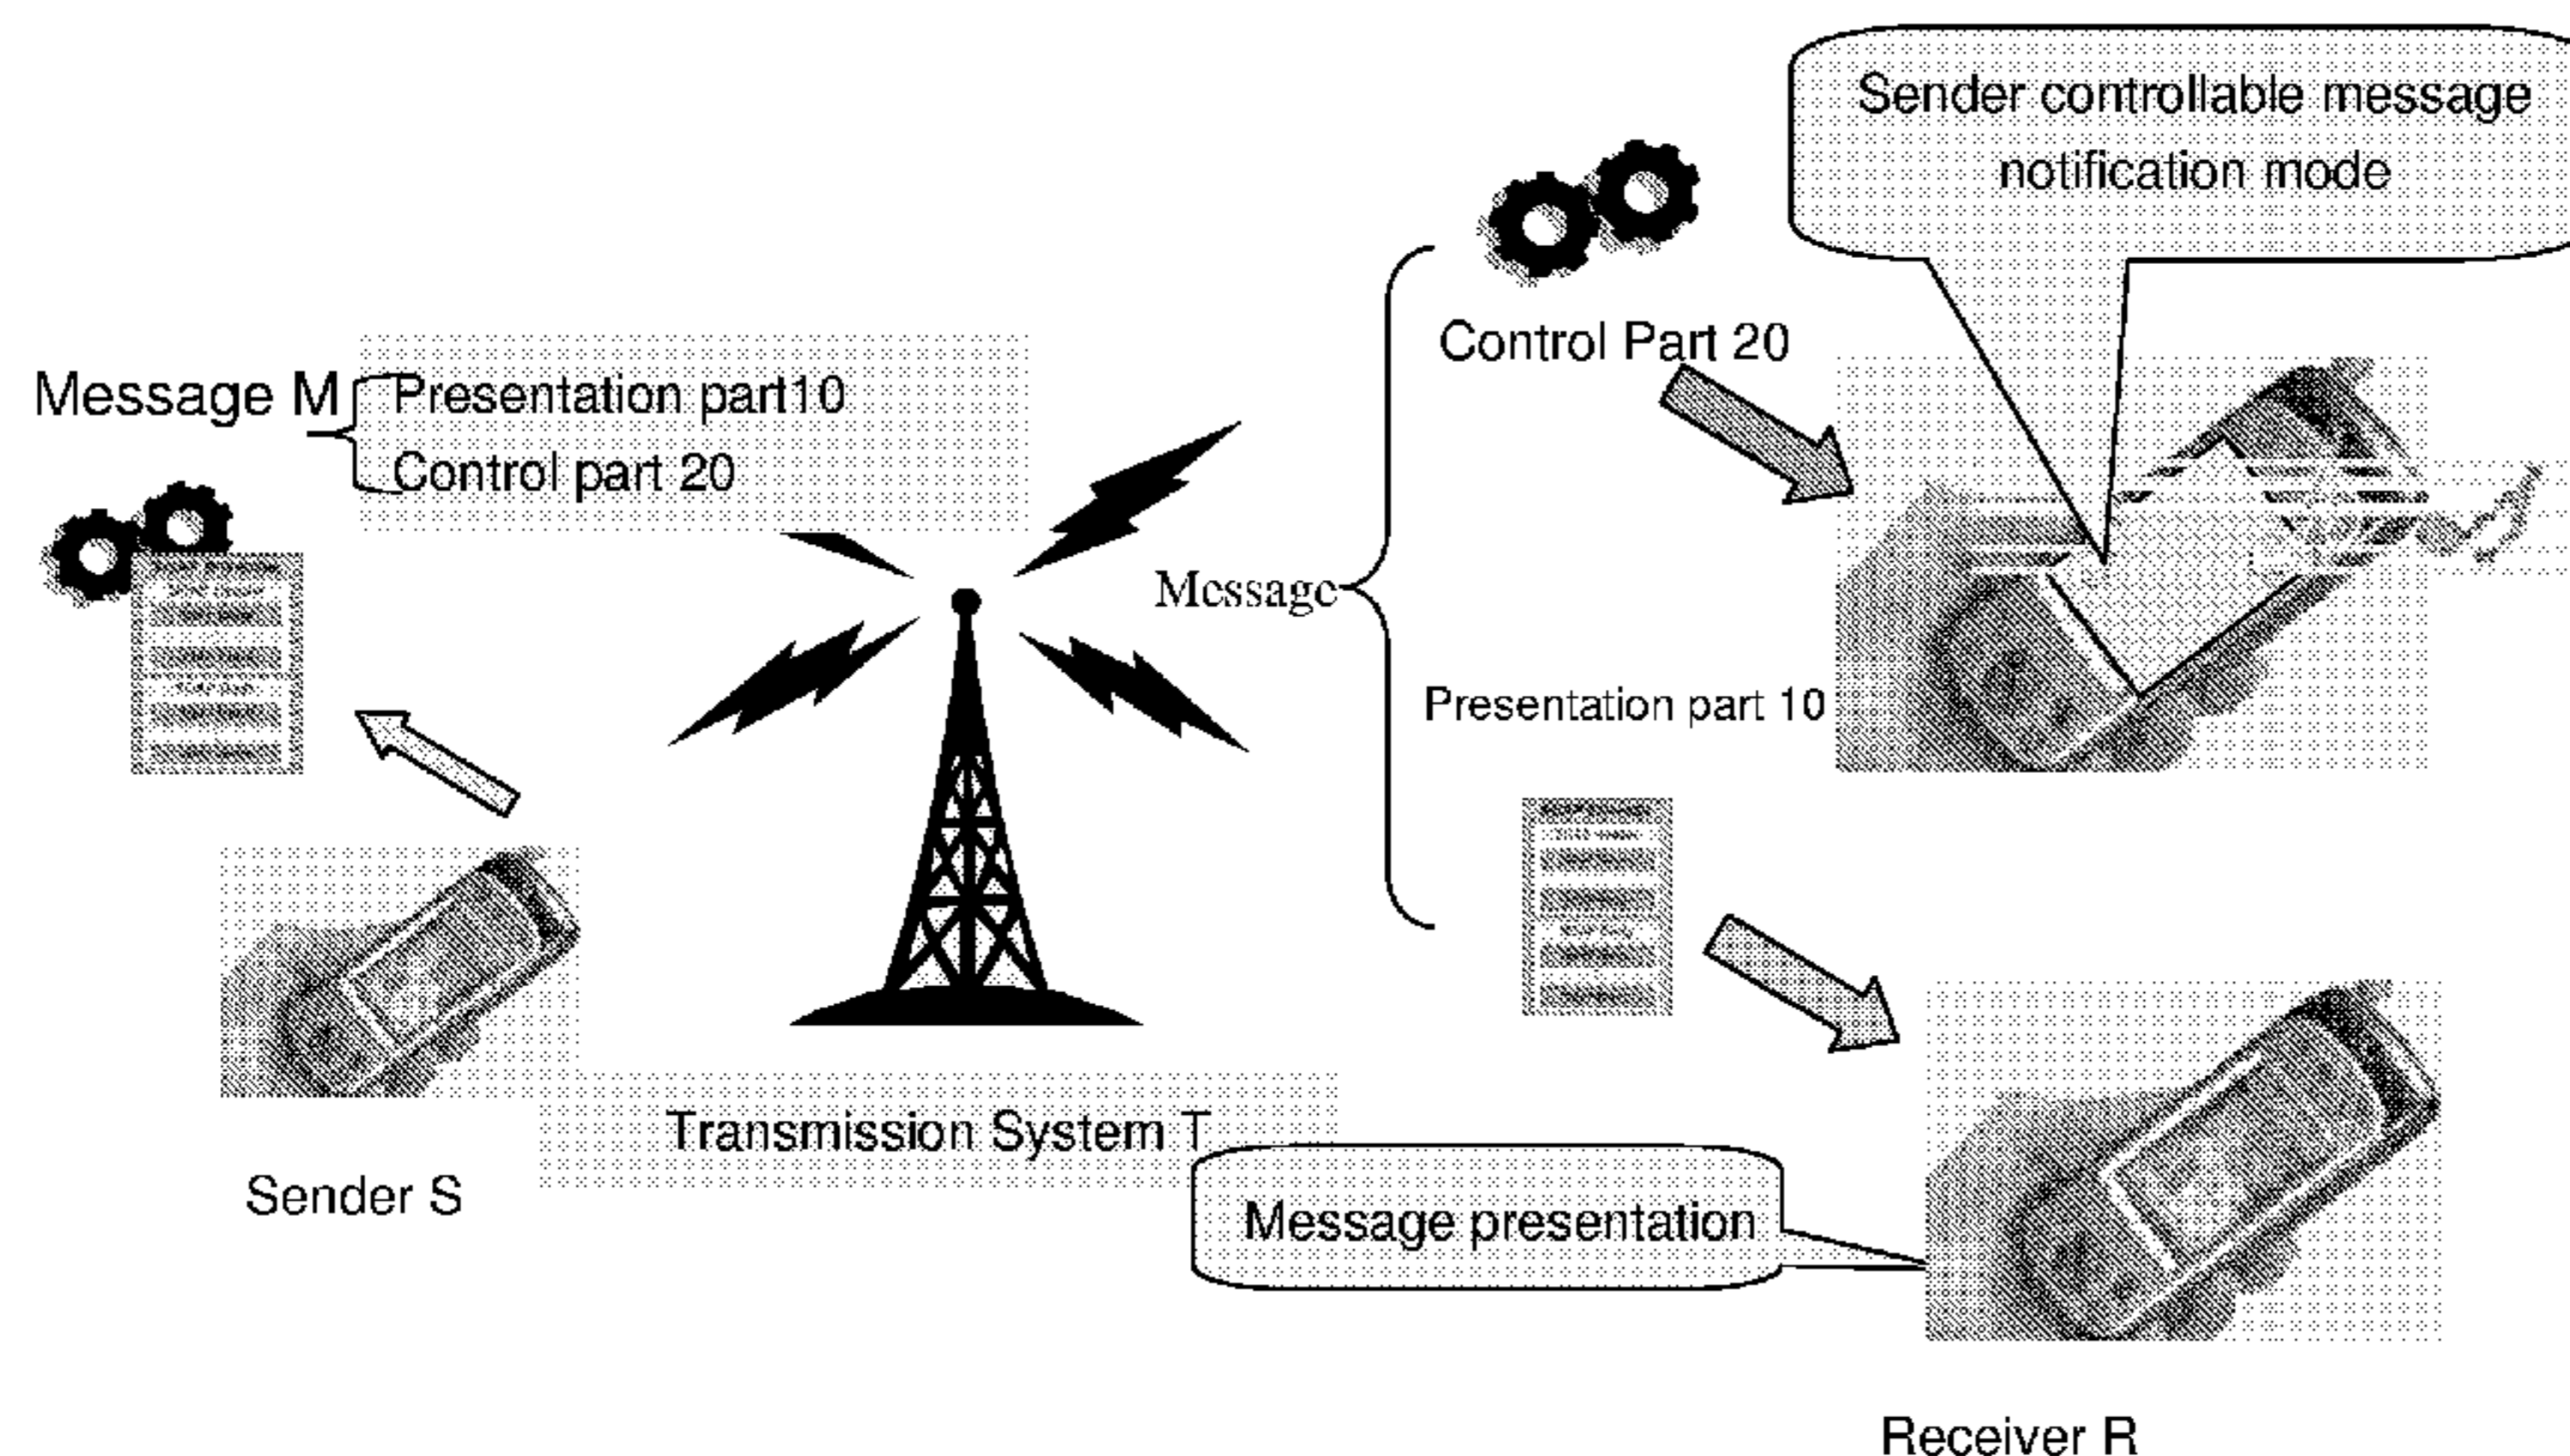 Sender controllable message
notification mode
Control Part 20
Message M
Presentation part10
Control part 20
Message
Presentation part 10
Transmission System T
Sender S
Message presentation
Receiver R